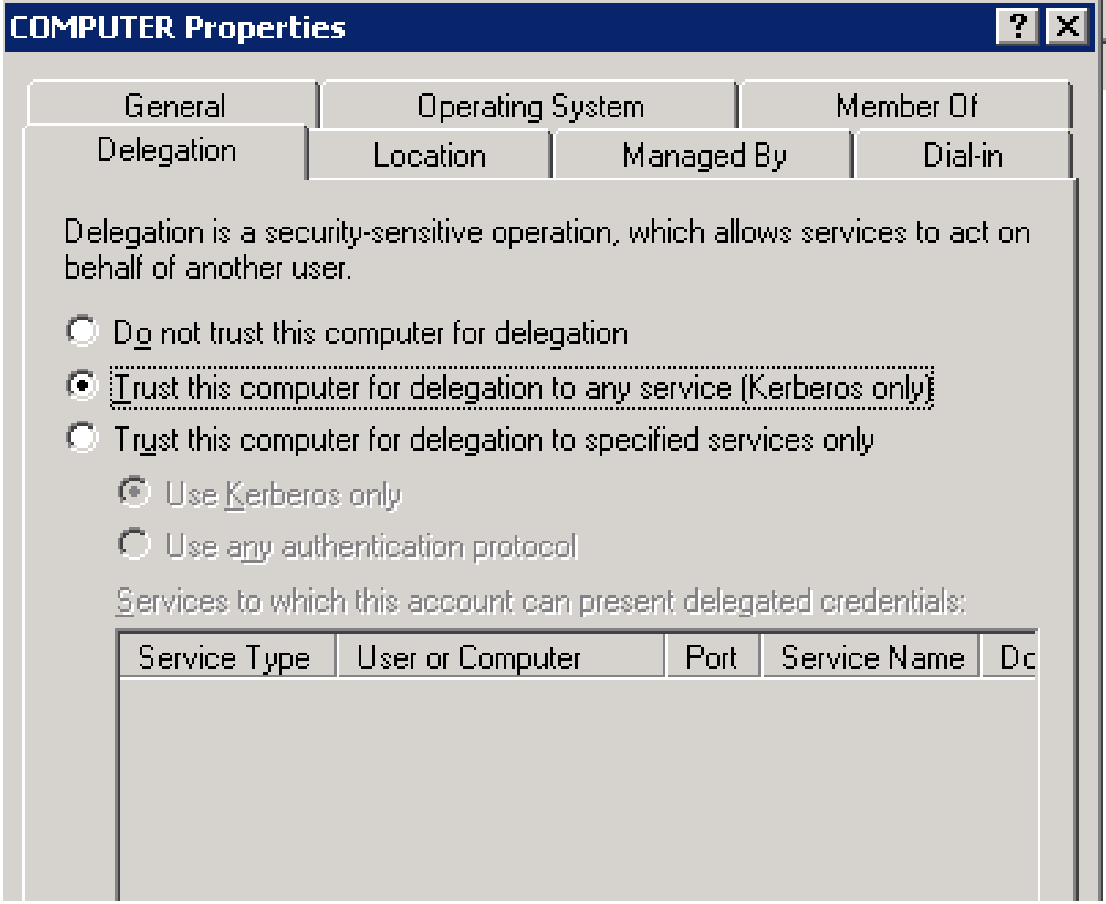 COMPUTER Properties
General Operating System Member Of
Delegation Location Managed By Dial-in
Delegation is a security-sensitive operation, which allows services to act on
behalf of another user.
Do not trust this computer for delegation
Trust this computer for delegation to any service (Kerberos only)
Trust this computer for delegation to specified services only
Use Kerberos only
Use any authentication protocol
Services to which this account can present delegated credentials:
Service Type User or Computer Port Service Name Do